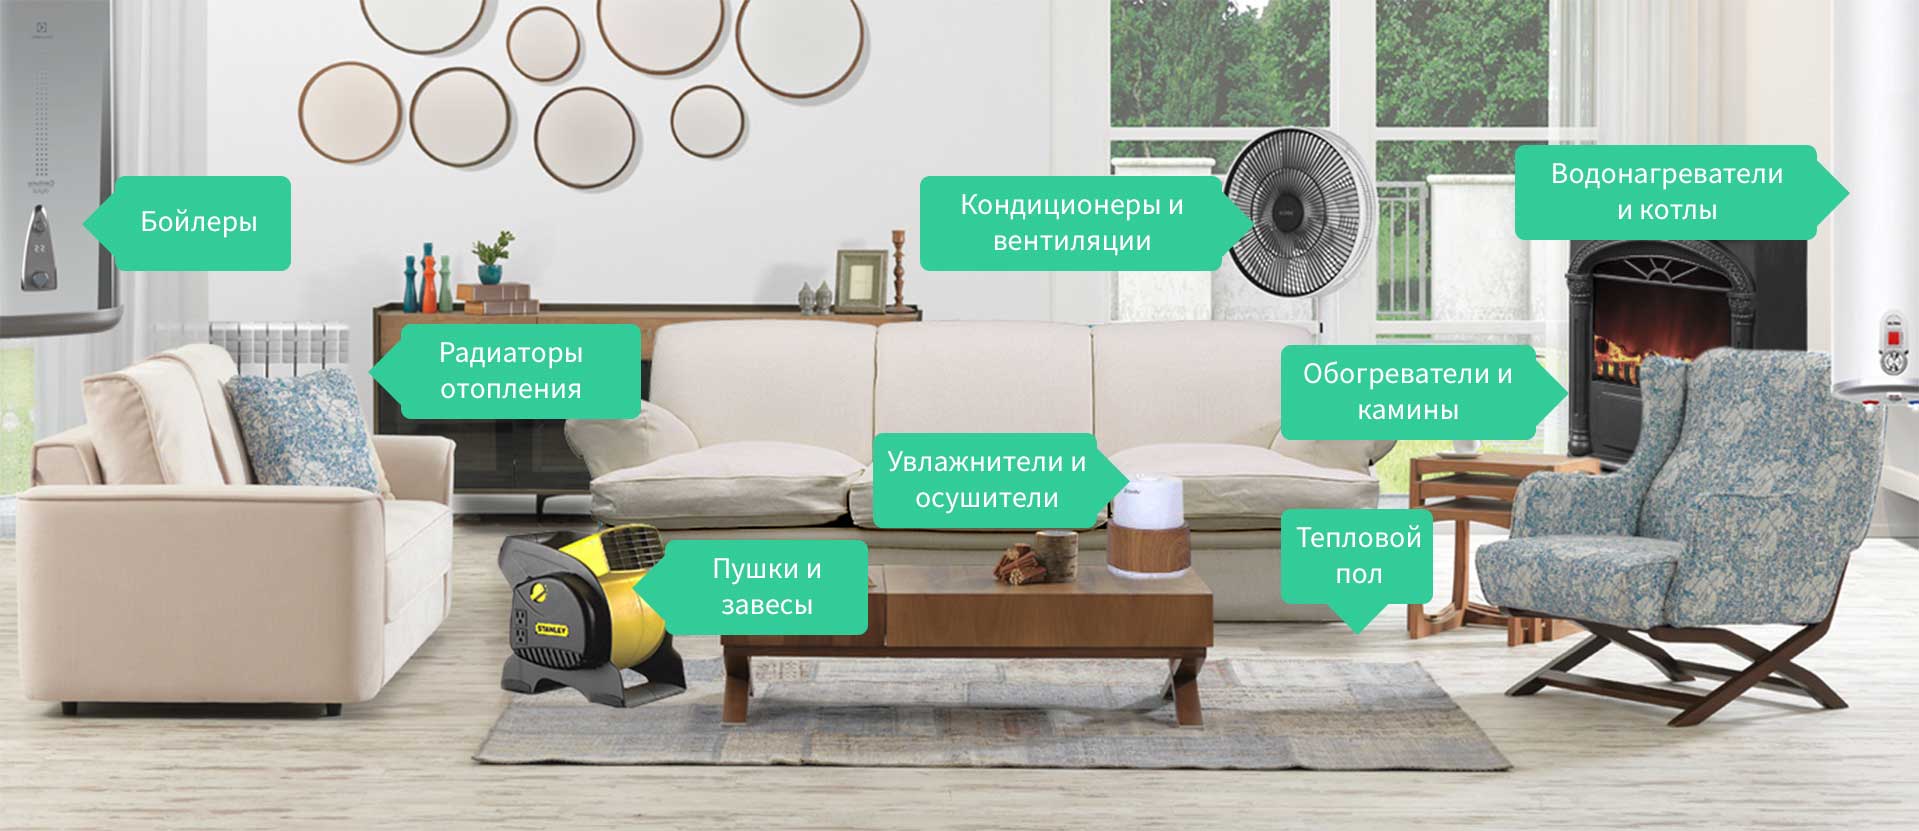 Бойлеры
Кондиционеры и
вентиляции
Водонагреватели
и котлы
Радиаторы
отопления
Обогреватели и
камины
Увлажнители и
осушители
Тепловой
пол
Пушки и
завесы
STANLEY